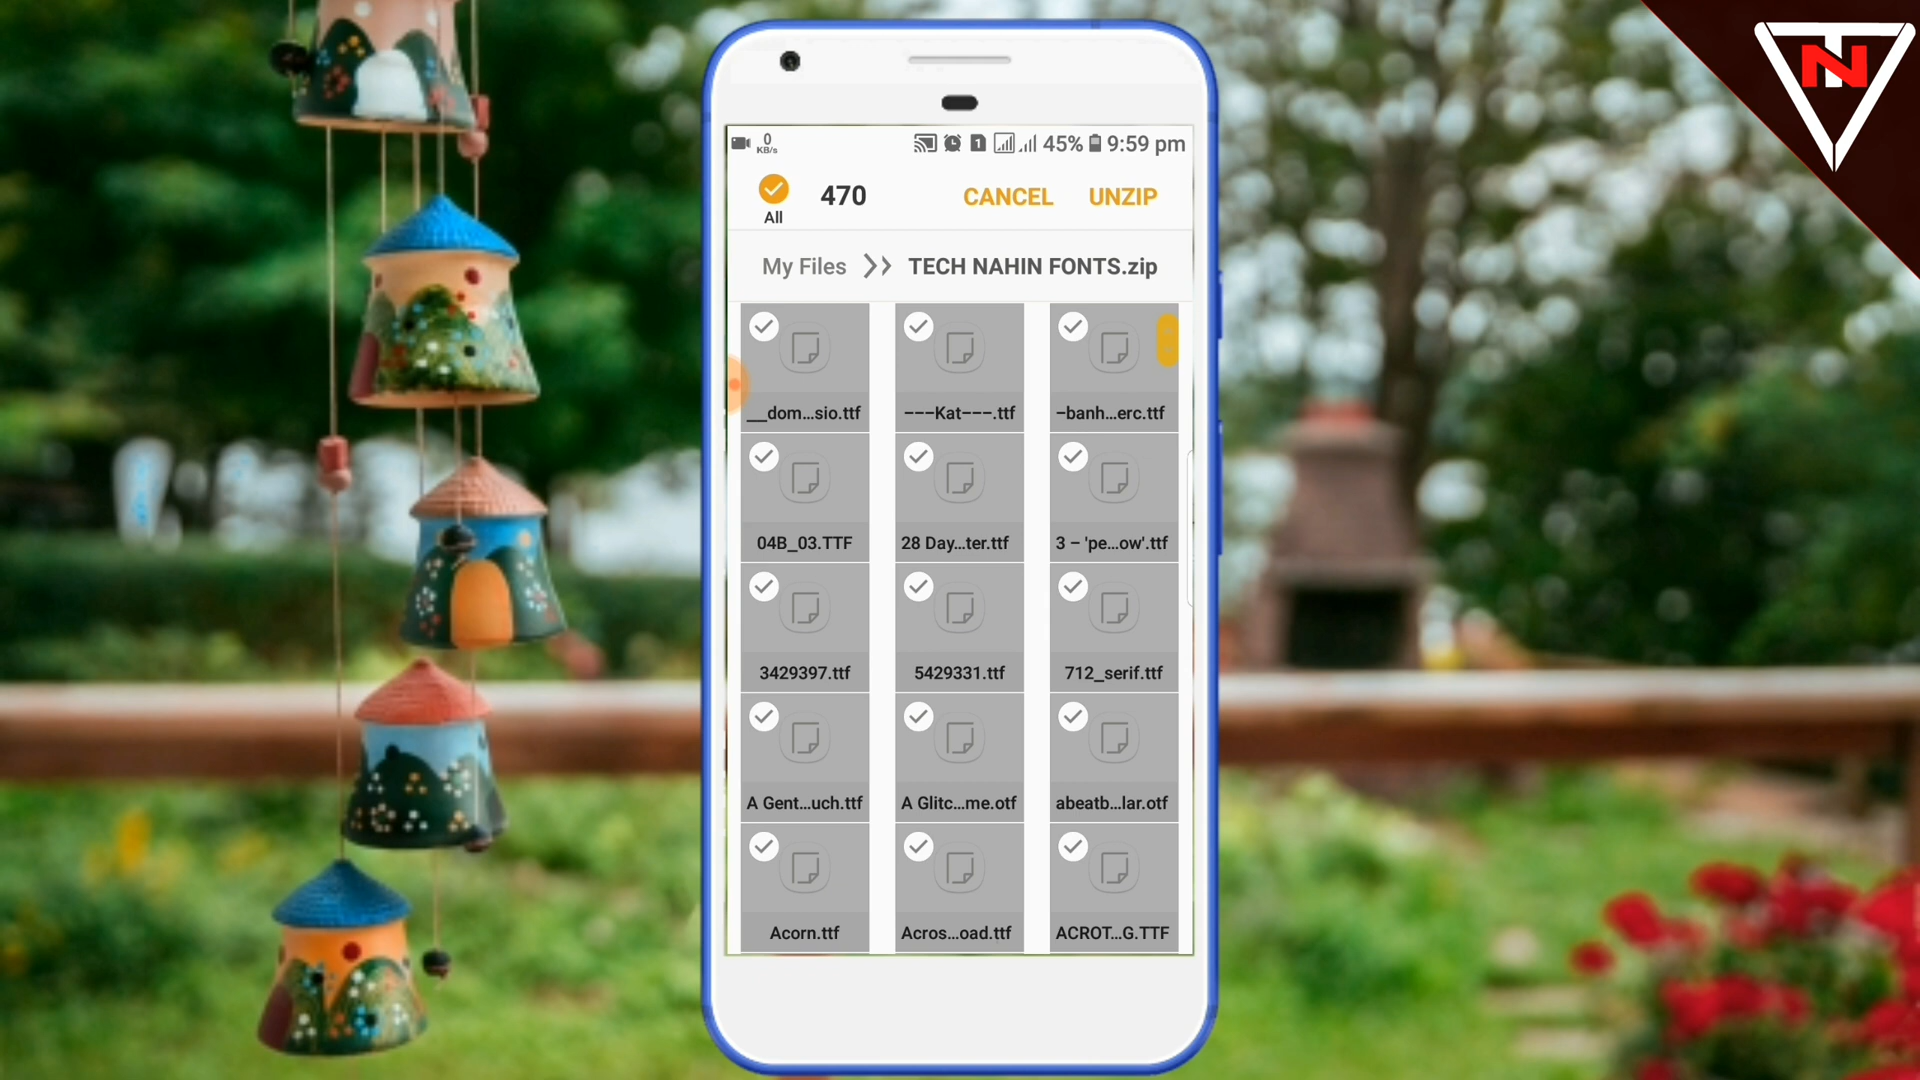 0
KB/s
1
45%
9:59 pm
All
470
CANCEL
UNZIP
My Files
TECH NAHIN FONTS.zip
__dom...sio.ttf
---Kat---.ttf
-banh...erc.ttf
04B_03.TTF
28 Day...ter.ttf
3 - 'pe...ow'.ttf
3429397.ttf
5429331.ttf
712_serif.ttf
A Gent...uch.ttf
A Glitc...me.otf
abeatb...lar.otf
Acorn.ttf
Acros...oad.ttf
ACROT...G.TTF
TN